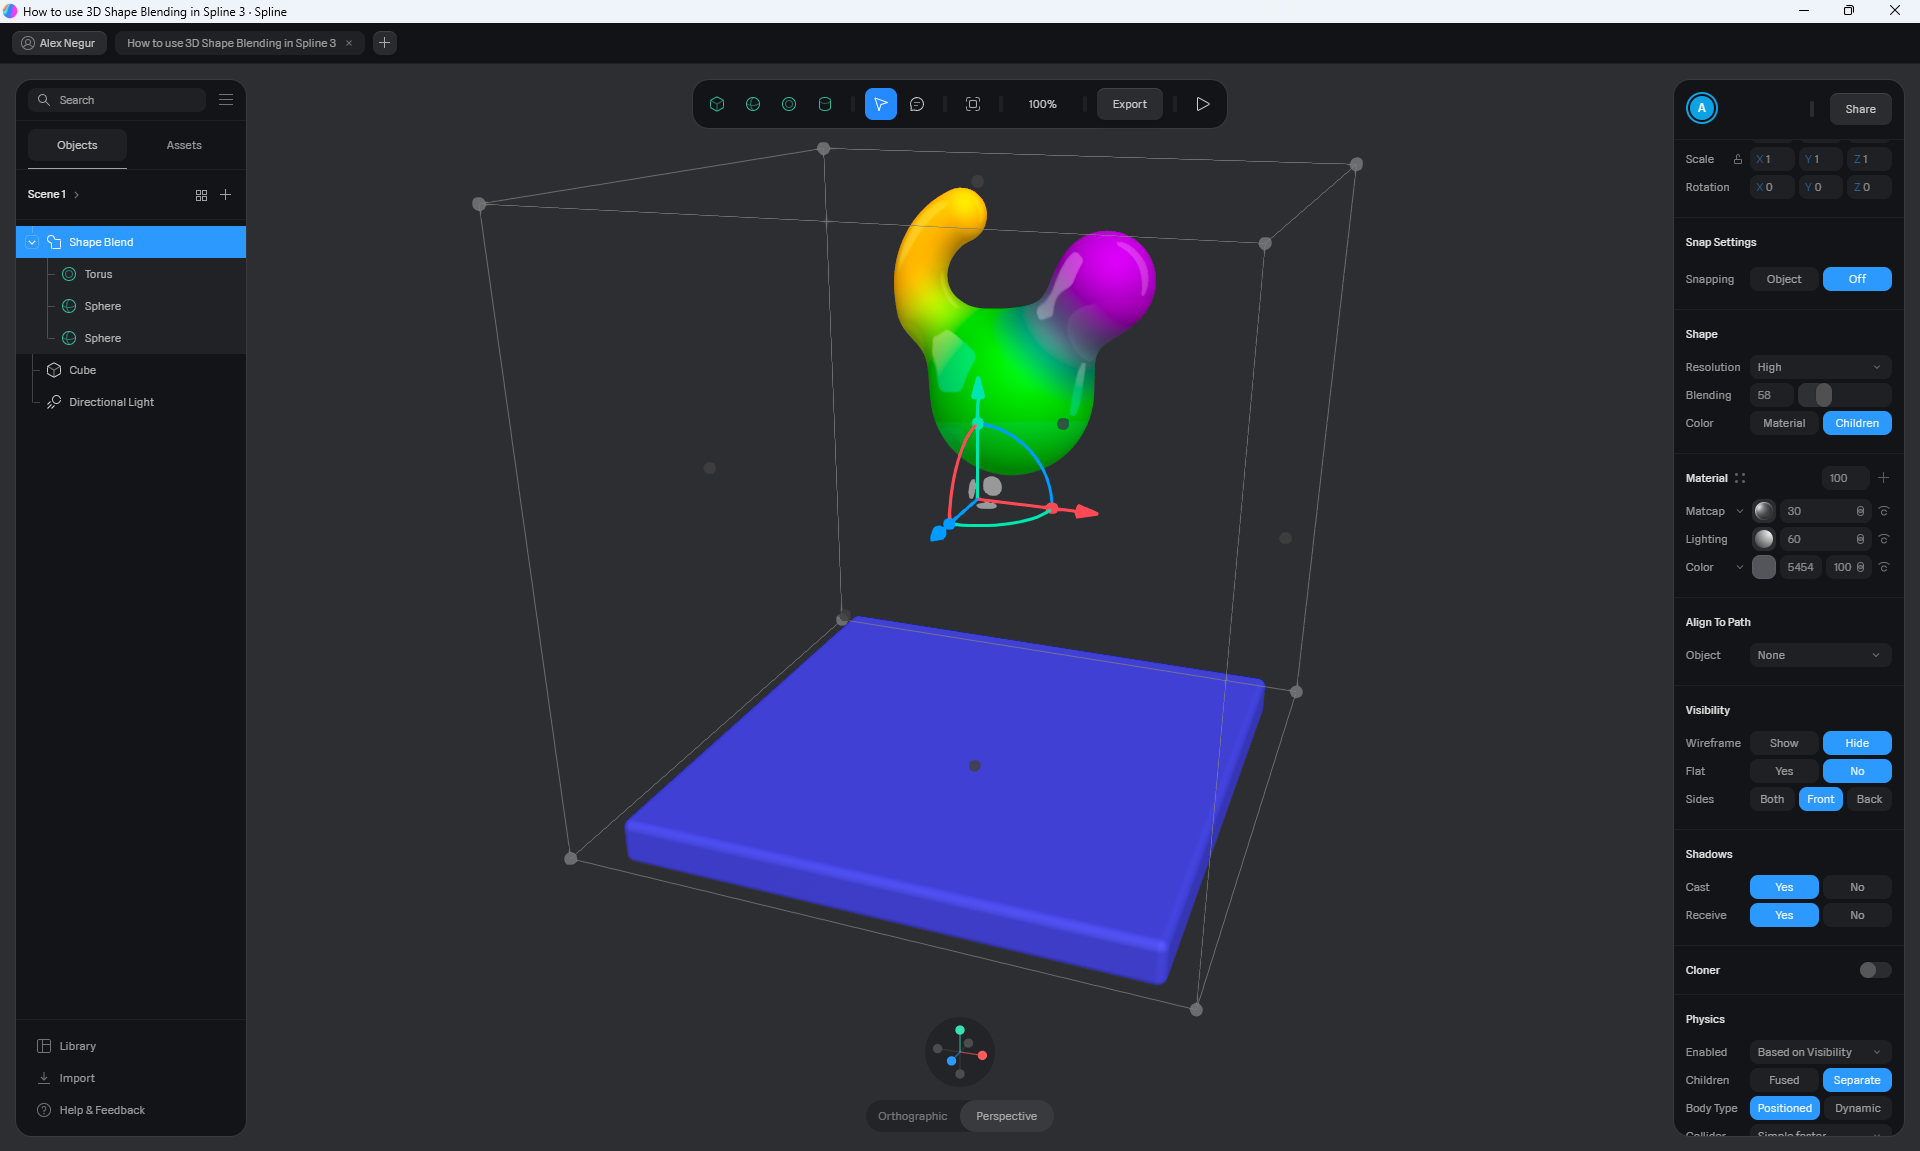 How to use 3D Shape Blending in Spline 3 - Spline
Alex Negur
How to use 3D Shape Blending in Spline 3
Search
Objects
Assets
Scene 1
Shape Blend
Torus
Sphere
Sphere
Cube
Directional Light
Library
Import
Help & Feedback
100%
Export
Orthographic
Perspective
A
Share
Scale X 1 Y 1 Z 1
Rotation X 0 Y 0 Z 0
Snap Settings
Snapping Object Off
Shape
Resolution High
Blending 58
Color Material Children
Material 100
Matcap 30
Lighting 60
Color 5454 100
Align To Path
Object None
Visibility
Wireframe Show Hide
Flat Yes No
Sides Both Front Back
Shadows
Cast Yes No
Receive Yes No
Cloner
Physics
Enabled Based on Visibility
Children Fused Separate
Body Type Positioned Dynamic